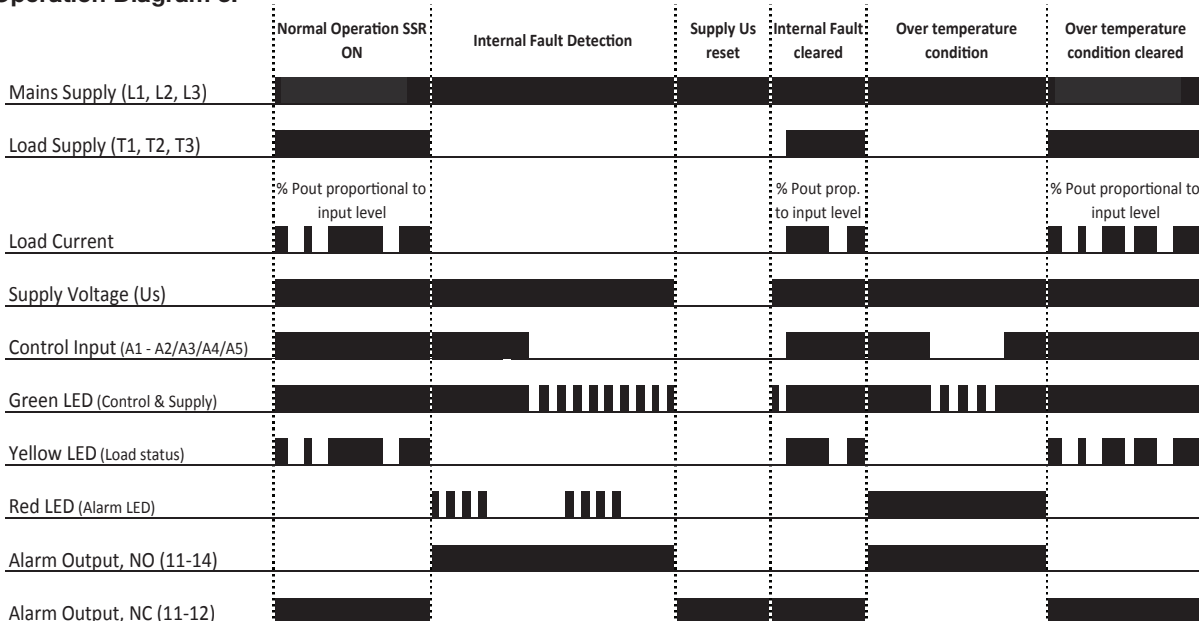 Operation Diagram 3:
Normal Operation SSR
ON
Internal Fault Detection
Supply Us
reset
Internal Fault
cleared
Over temperature
condition
Over temperature
condition cleared
Mains Supply (L1, L2, L3)
Load Supply (T1, T2, T3)
% Pout proportional to
input level
% Pout prop.
to input level
% Pout proportional to
input level
Load Current
Supply Voltage (Us)
Control Input (A1 - A2/A3/A4/A5)
Green LED (Control & Supply)
Yellow LED (Load status)
Red LED (Alarm LED)
Alarm Output, NO (11-14)
Alarm Output, NC (11-12)